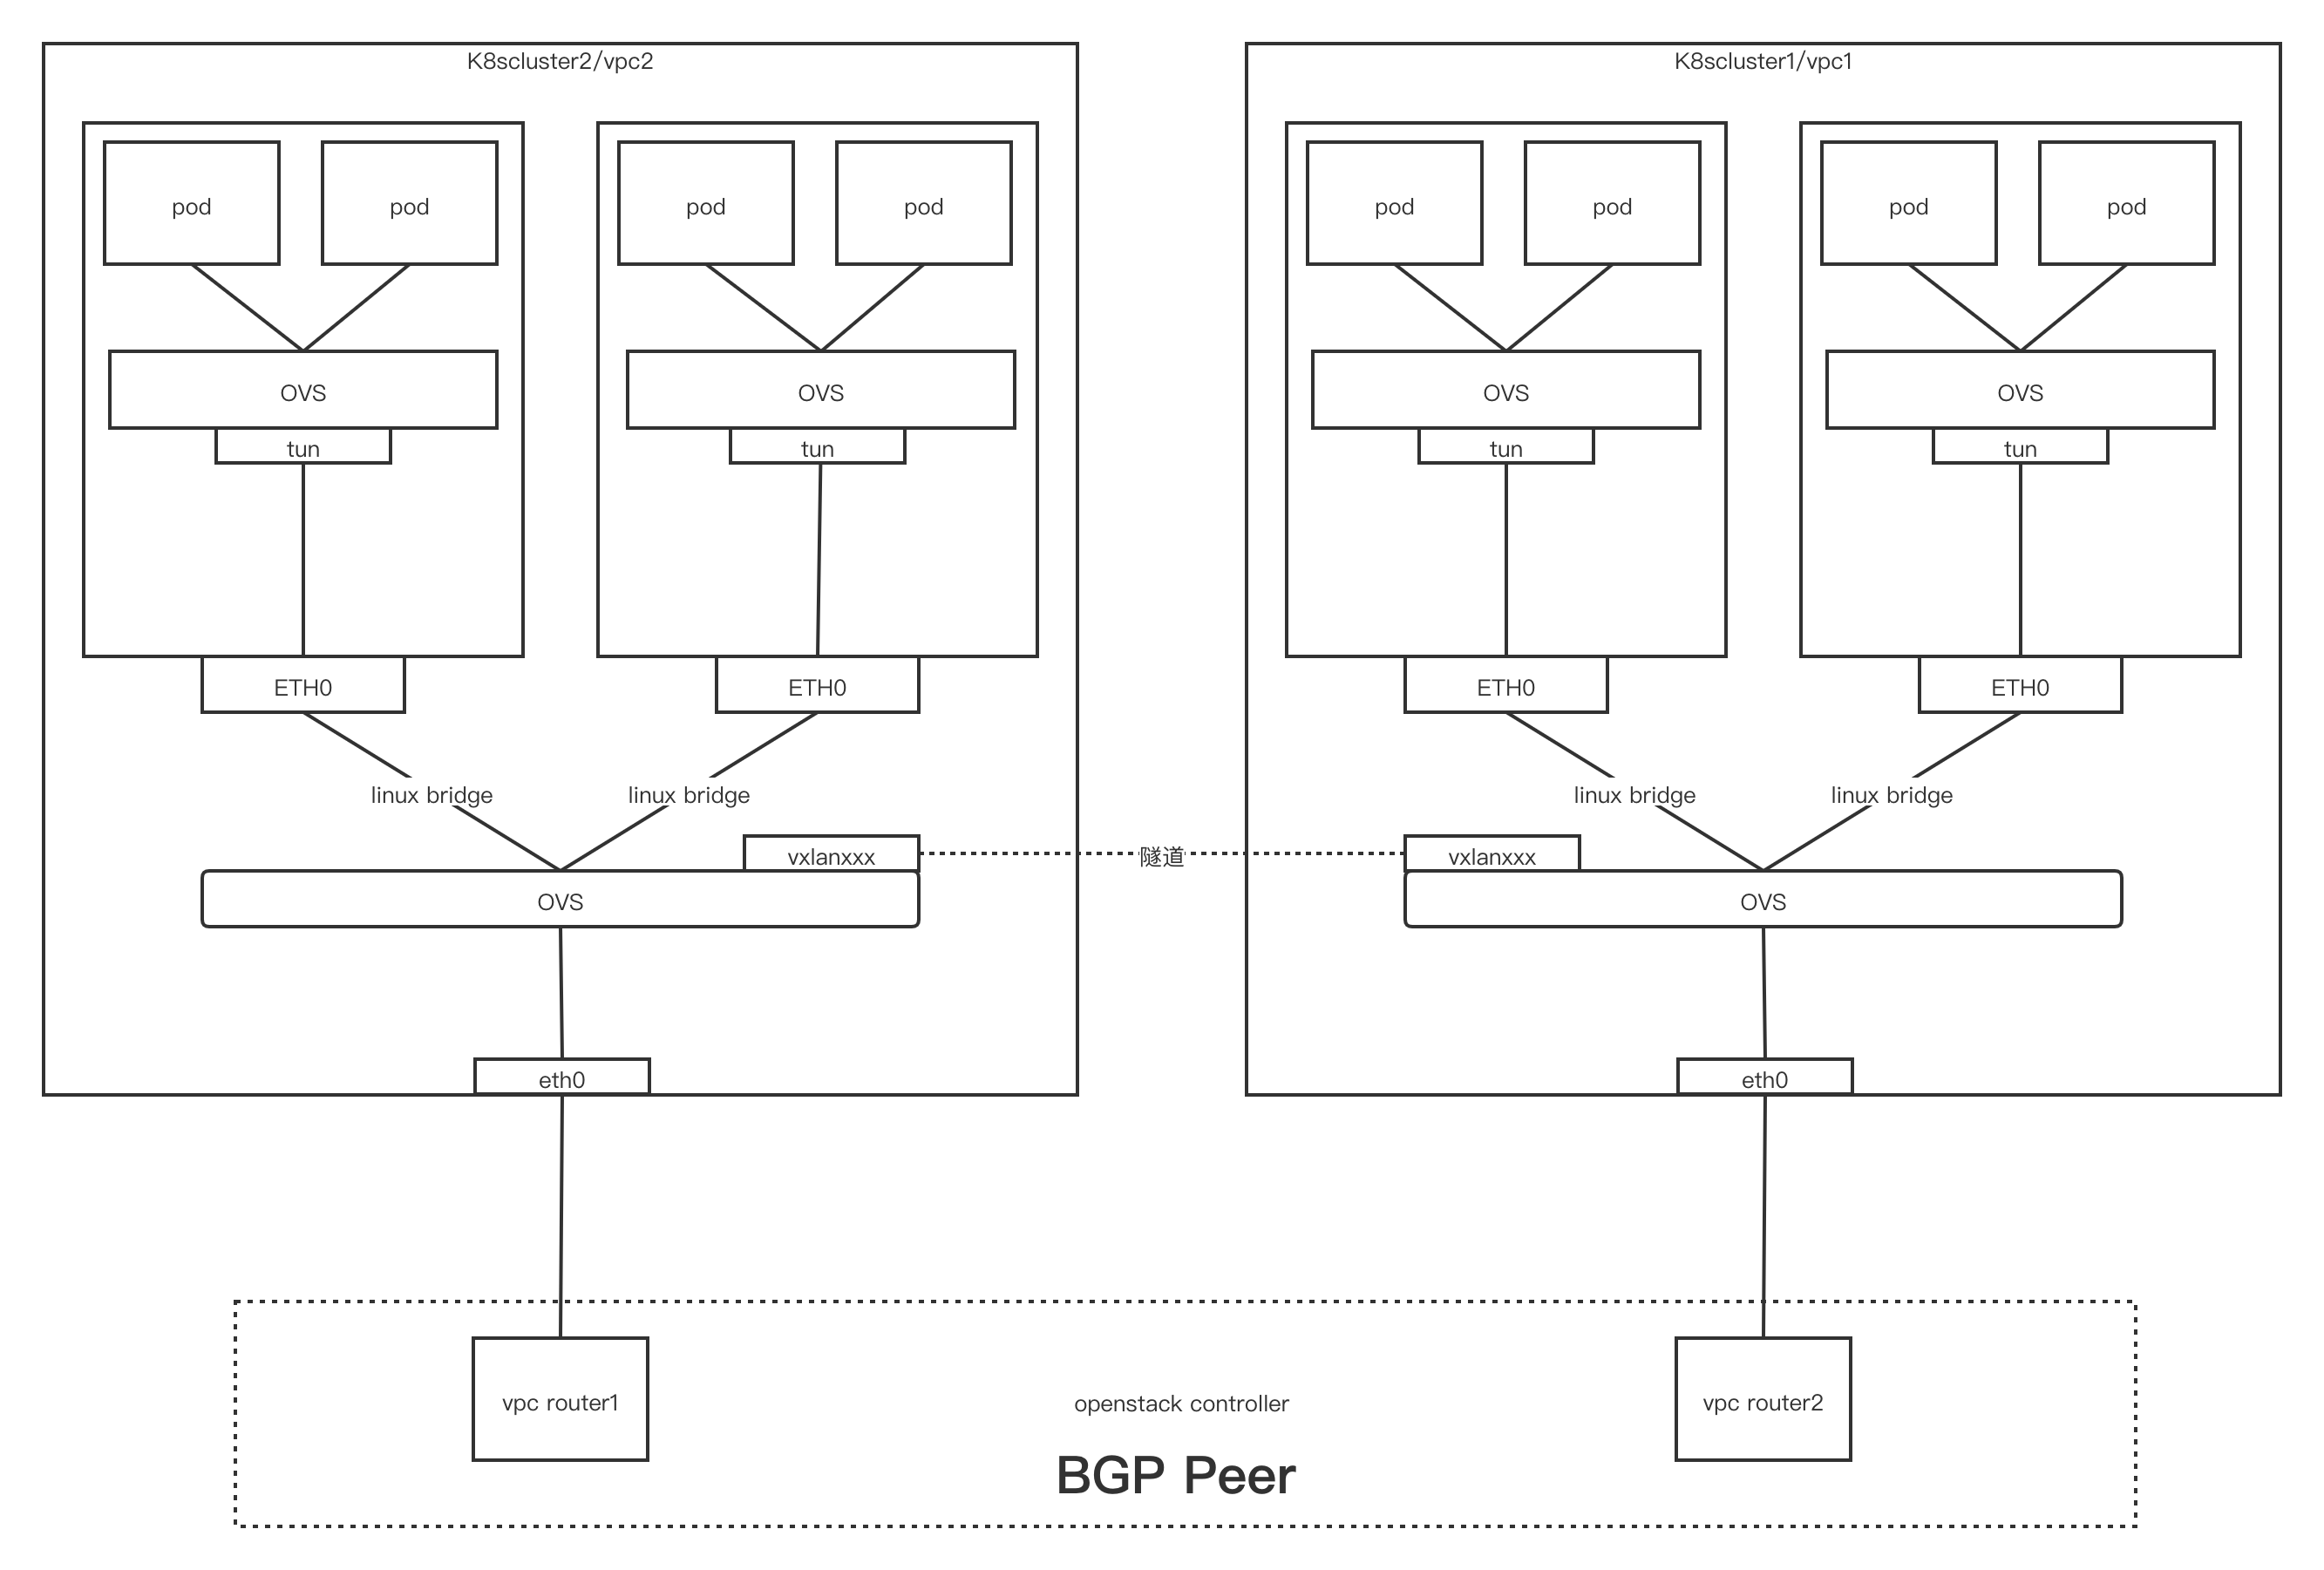 K8scluster2/vpc2
K8scluster1/vpc1
pod
pod
pod
pod
pod
pod
pod
pod
OVS
OVS
OVS
OVS
tun
tun
tun
tun
ETH0
ETH0
ETH0
ETH0
linux bridge
linux bridge
linux bridge
linux bridge
vxlanxxx
隧道
vxlanxxx
OVS
OVS
eth0
eth0
vpc router1
openstack controller
vpc router2
BGP Peer